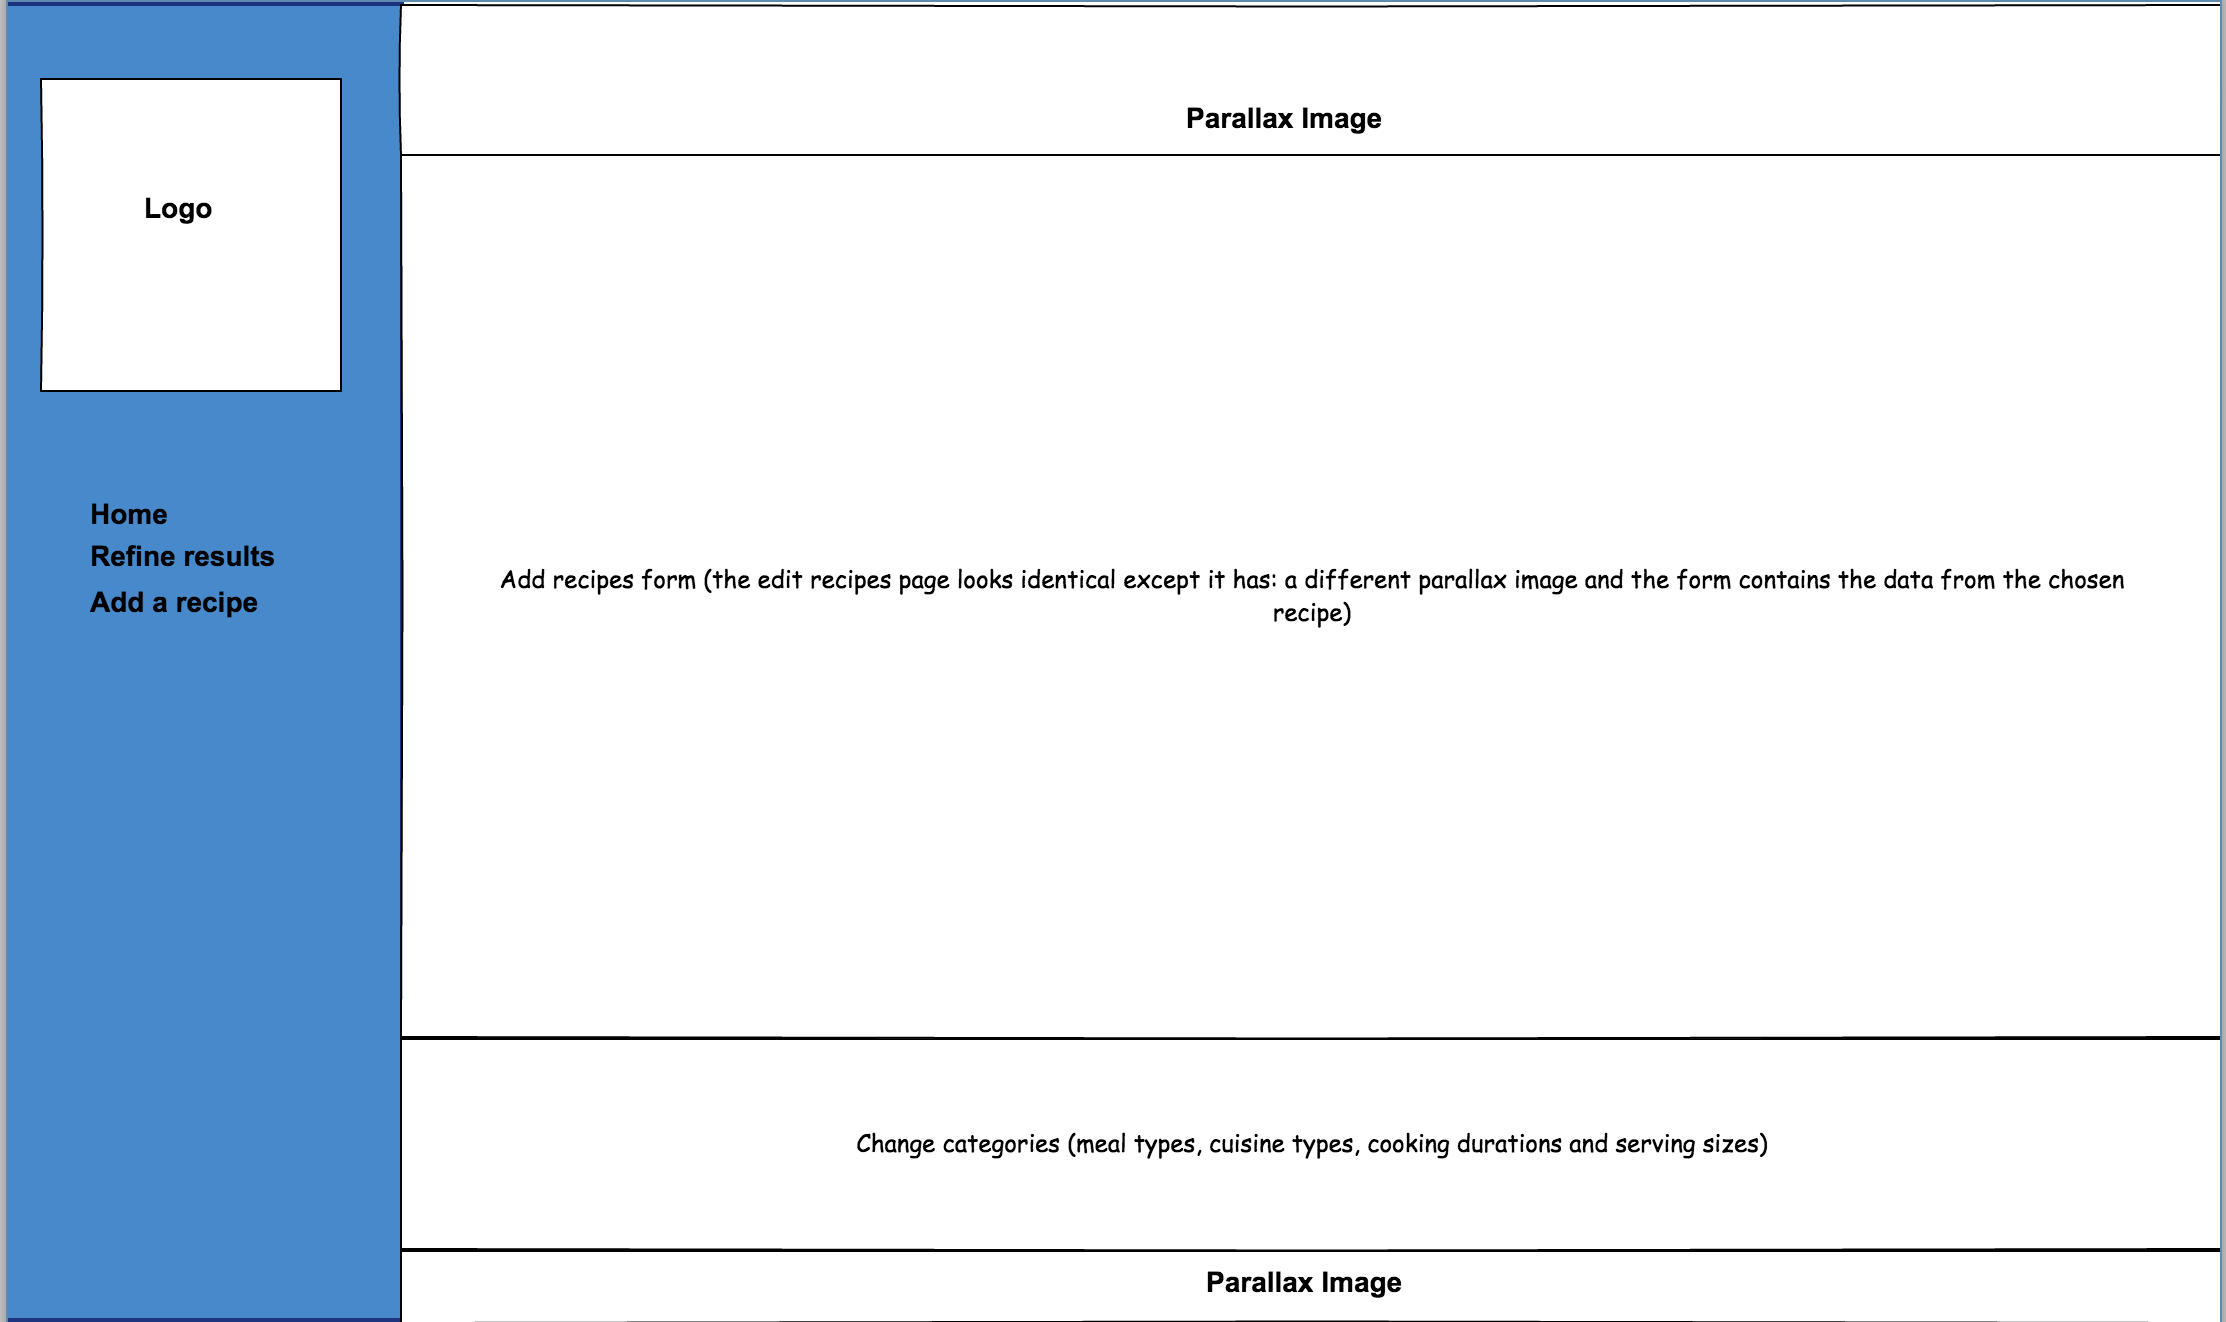 Logo
Home
Refine results
Add a recipe
Parallax Image
Add recipes form (the edit recipes page looks identical except it has: a different parallax image and the form contains the data from the chosen
recipe)
Change categories (meal types, cuisine types, cooking durations and serving sizes)
Parallax Image